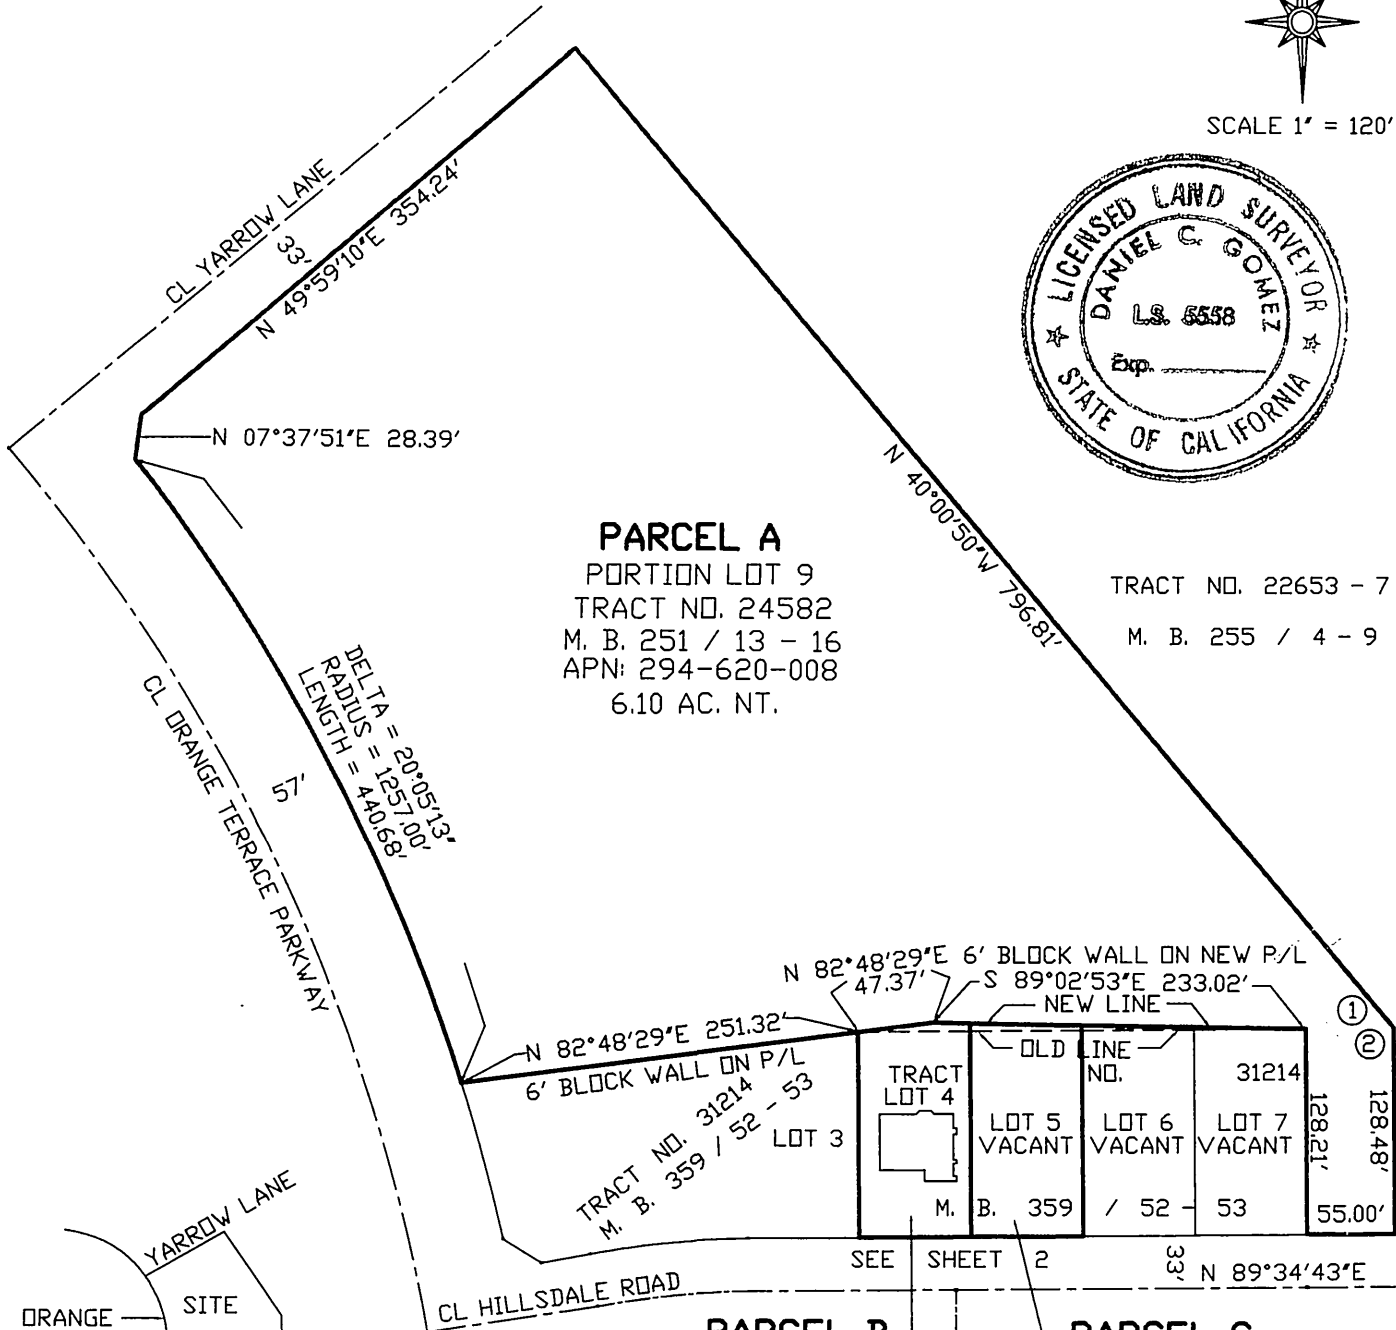 SCALE 1" = 120'
LICENSED LAND SURVEYOR
DANIEL C. GOMEZ
L.S. 5558
Exp.
STATE OF CALIFORNIA
CL YARROW LANE
33'
N 49°59'10"E 354.24'
N 07°37'51"E 28.39'
N 40°00'50"W 796.81'
PARCEL A
PORTION LOT 9
TRACT NO. 24582
M. B. 251 / 13 - 16
APN: 294-620-008
6.10 AC. NT.
TRACT NO. 22653 - 7
M. B. 255 / 4 - 9
DELTA = 20°05'13"
RADIUS = 1257.00'
LENGTH = 440.68'
CL ORANGE TERRACE PARKWAY
57'
N 82°48'29"E 6' BLOCK WALL ON NEW P/L
47.37'
S 89°02'53"E 233.02'
NEW LINE
1
2
N 82°48'29"E 251.32'
6' BLOCK WALL ON P/L
OLD LINE
TRACT NO. 31214
M. B. 359 / 52 - 53
LOT 3
TRACT NO. 31214
LOT 4
LOT 5
VACANT
LOT 6
VACANT
LOT 7
VACANT
128.21'
128.48'
M. B. 359 / 52 - 53
55.00'
SEE SHEET 2
33'
N 89°34'43"E
CL HILLSDALE ROAD
YARROW LANE
SITE
ORANGE
PARCEL B
PARCEL C